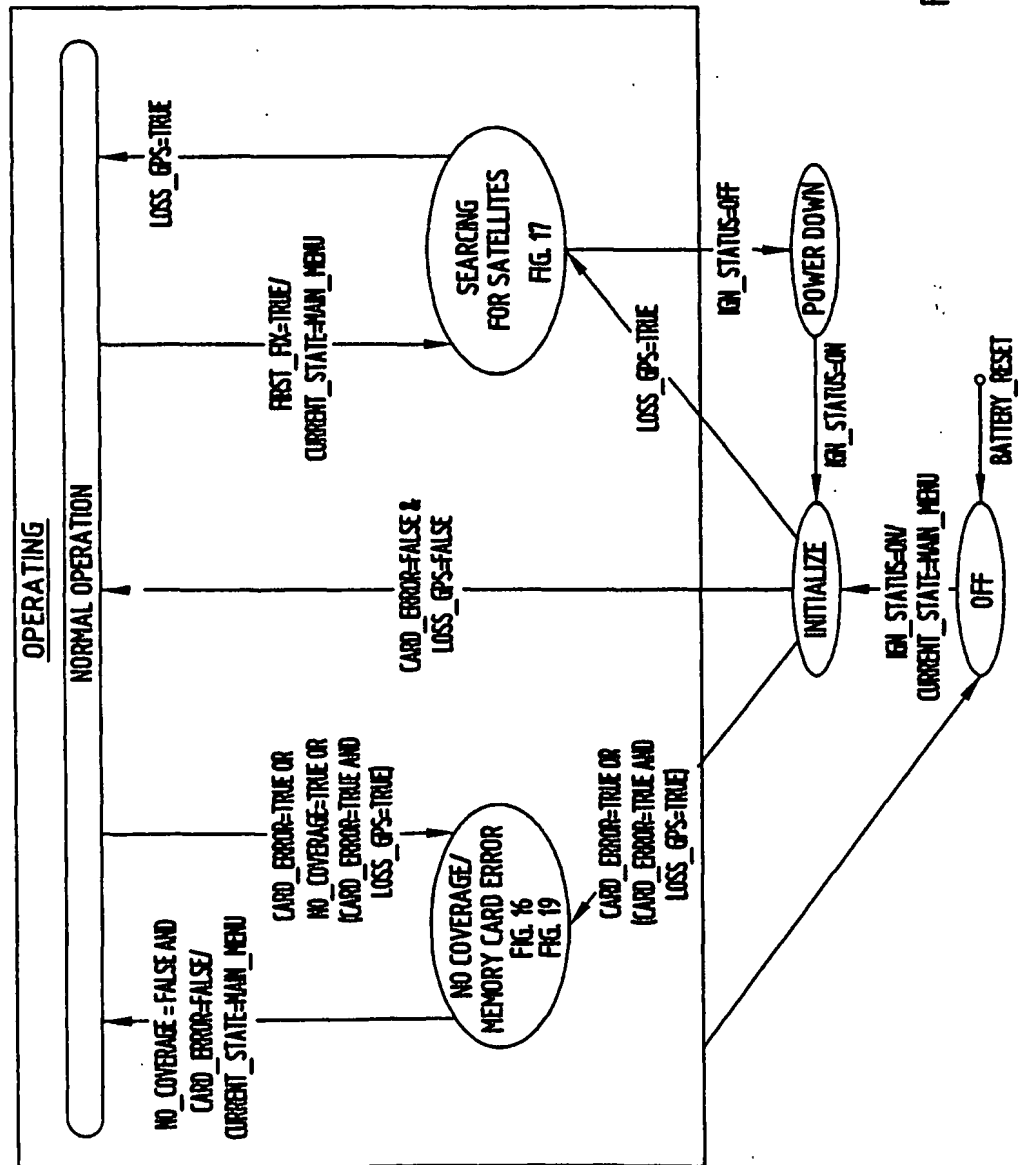 OPERATING
NORMAL OPERATION
NO_COVERAGE=FALSE AND
CARD_ERROR=FALSE/
CURRENT_STATE=MAIN_MENU
CARD_ERROR=TRUE OR
NO_COVERAGE=TRUE OR
(CARD_ERROR=TRUE AND
LOSS_GPS=TRUE)
CARD_ERROR=FALSE &
LOSS_GPS=FALSE
FIRST_FIX=TRUE/
CURRENT_STATE=MAIN_MENU
LOSS_GPS=TRUE
NO COVERAGE/
MEMORY CARD ERROR
FIG. 16
FIG. 19
SEARCING
FOR SATELLITES
FIG. 17
CARD_ERROR=TRUE OR
(CARD_ERROR=TRUE AND
LOSS_GPS=TRUE)
LOSS_GPS=TRUE
IGN_STATUS=OFF
INITIALIZE
IGN_STATUS=ON
POWER DOWN
IGN_STATUS=ON/
CURRENT_STATE=MAIN_MENU
OFF
BATTERY_RESET